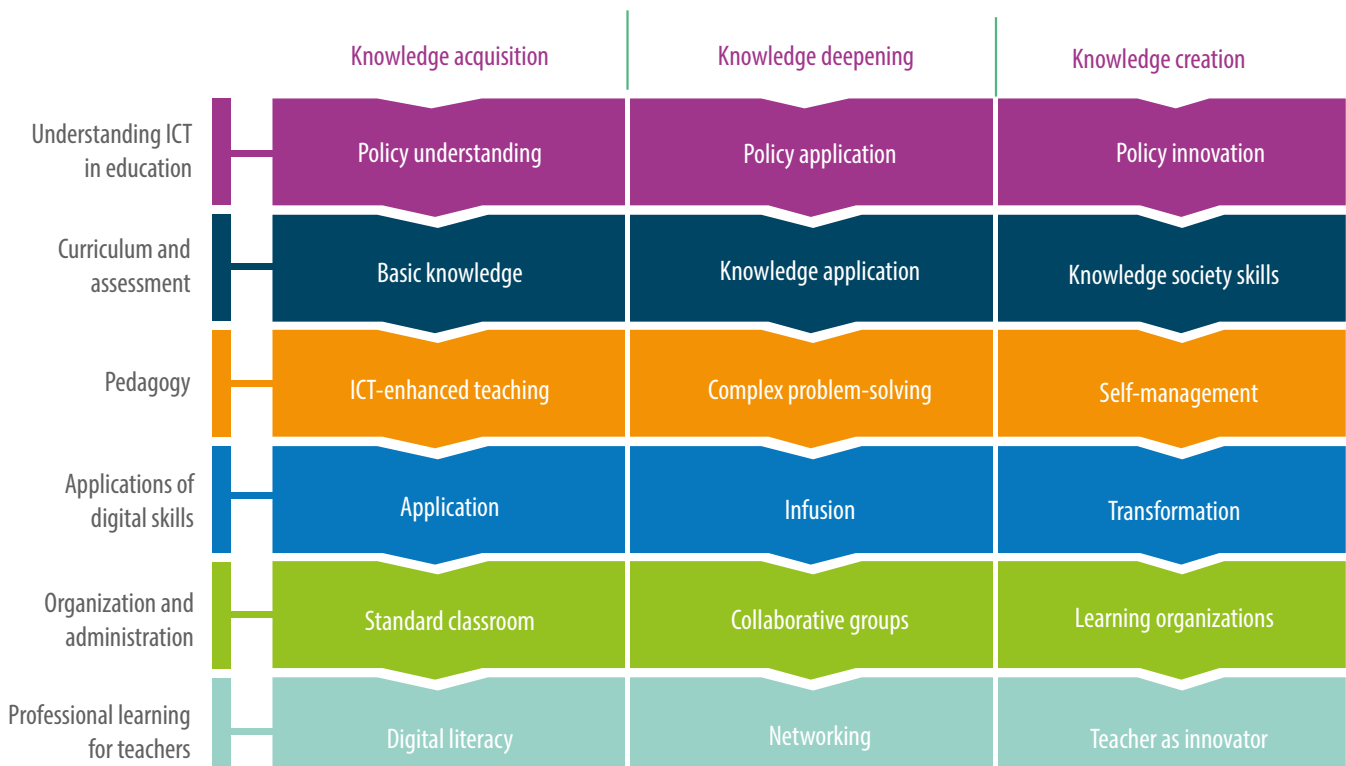 Knowledge acquisition
Knowledge deepening
Knowledge creation
Understanding ICT
in education
Policy understanding
Policy application
Policy innovation
Curriculum and
assessment
Basic knowledge
Knowledge application
Knowledge society skills
Pedagogy
ICT-enhanced teaching
Complex problem-solving
Self-management
Applications of
digital skills
Application
Infusion
Transformation
Organization and
administration
Standard classroom
Collaborative groups
Learning organizations
Professional learning
for teachers
Digital literacy
Networking
Teacher as innovator